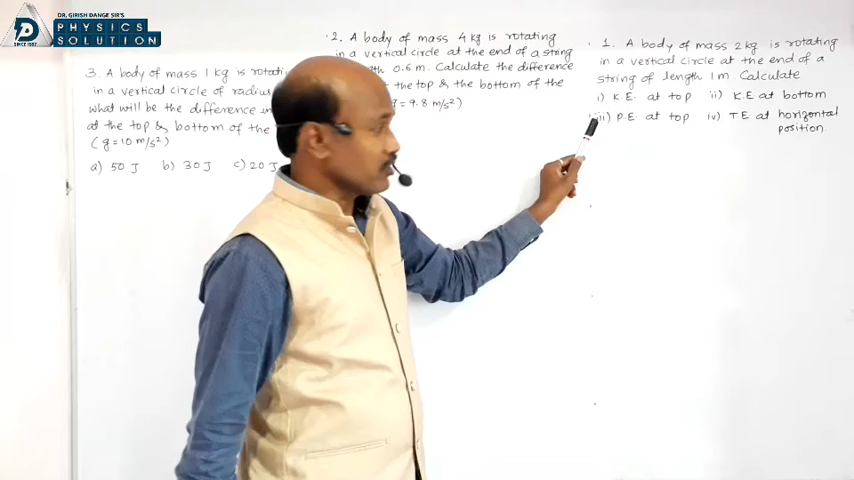 DR. GIRISH DANGE SIR'S
PHYSICS
SOLUTION
SINCE 1987
3. A body of mass 1 kg is
in a vertical circle of
what will be the difference in
at the top & bottom of the
(g = 10 m/s²)
a) 50 J b) 30 J c) 20 J
2. A body of mass 4 kg is rotating
in a vertical circle at the end of a string
0.6 m. Calculate the difference
at the top & the bottom of the
= 9.8 m/s²)
1. A body of mass 2 kg is rotating
in a vertical circle at the end of a
string of length 1 m. Calculate
i) K.E. at top ii) K.E at bottom
iii) P.E. at top iv) T.E at horizontal
position.